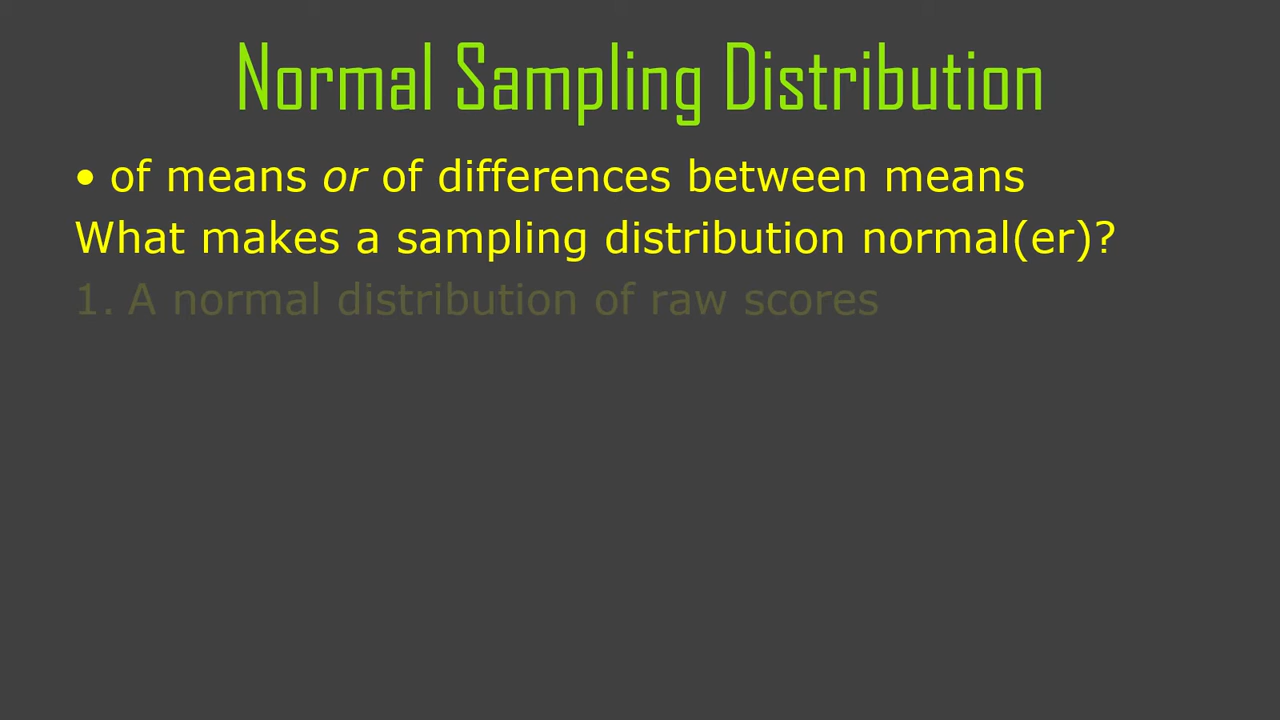 Normal Sampling Distribution
• of means or of differences between means
What makes a sampling distribution normal(er)?
1. A normal distribution of raw scores